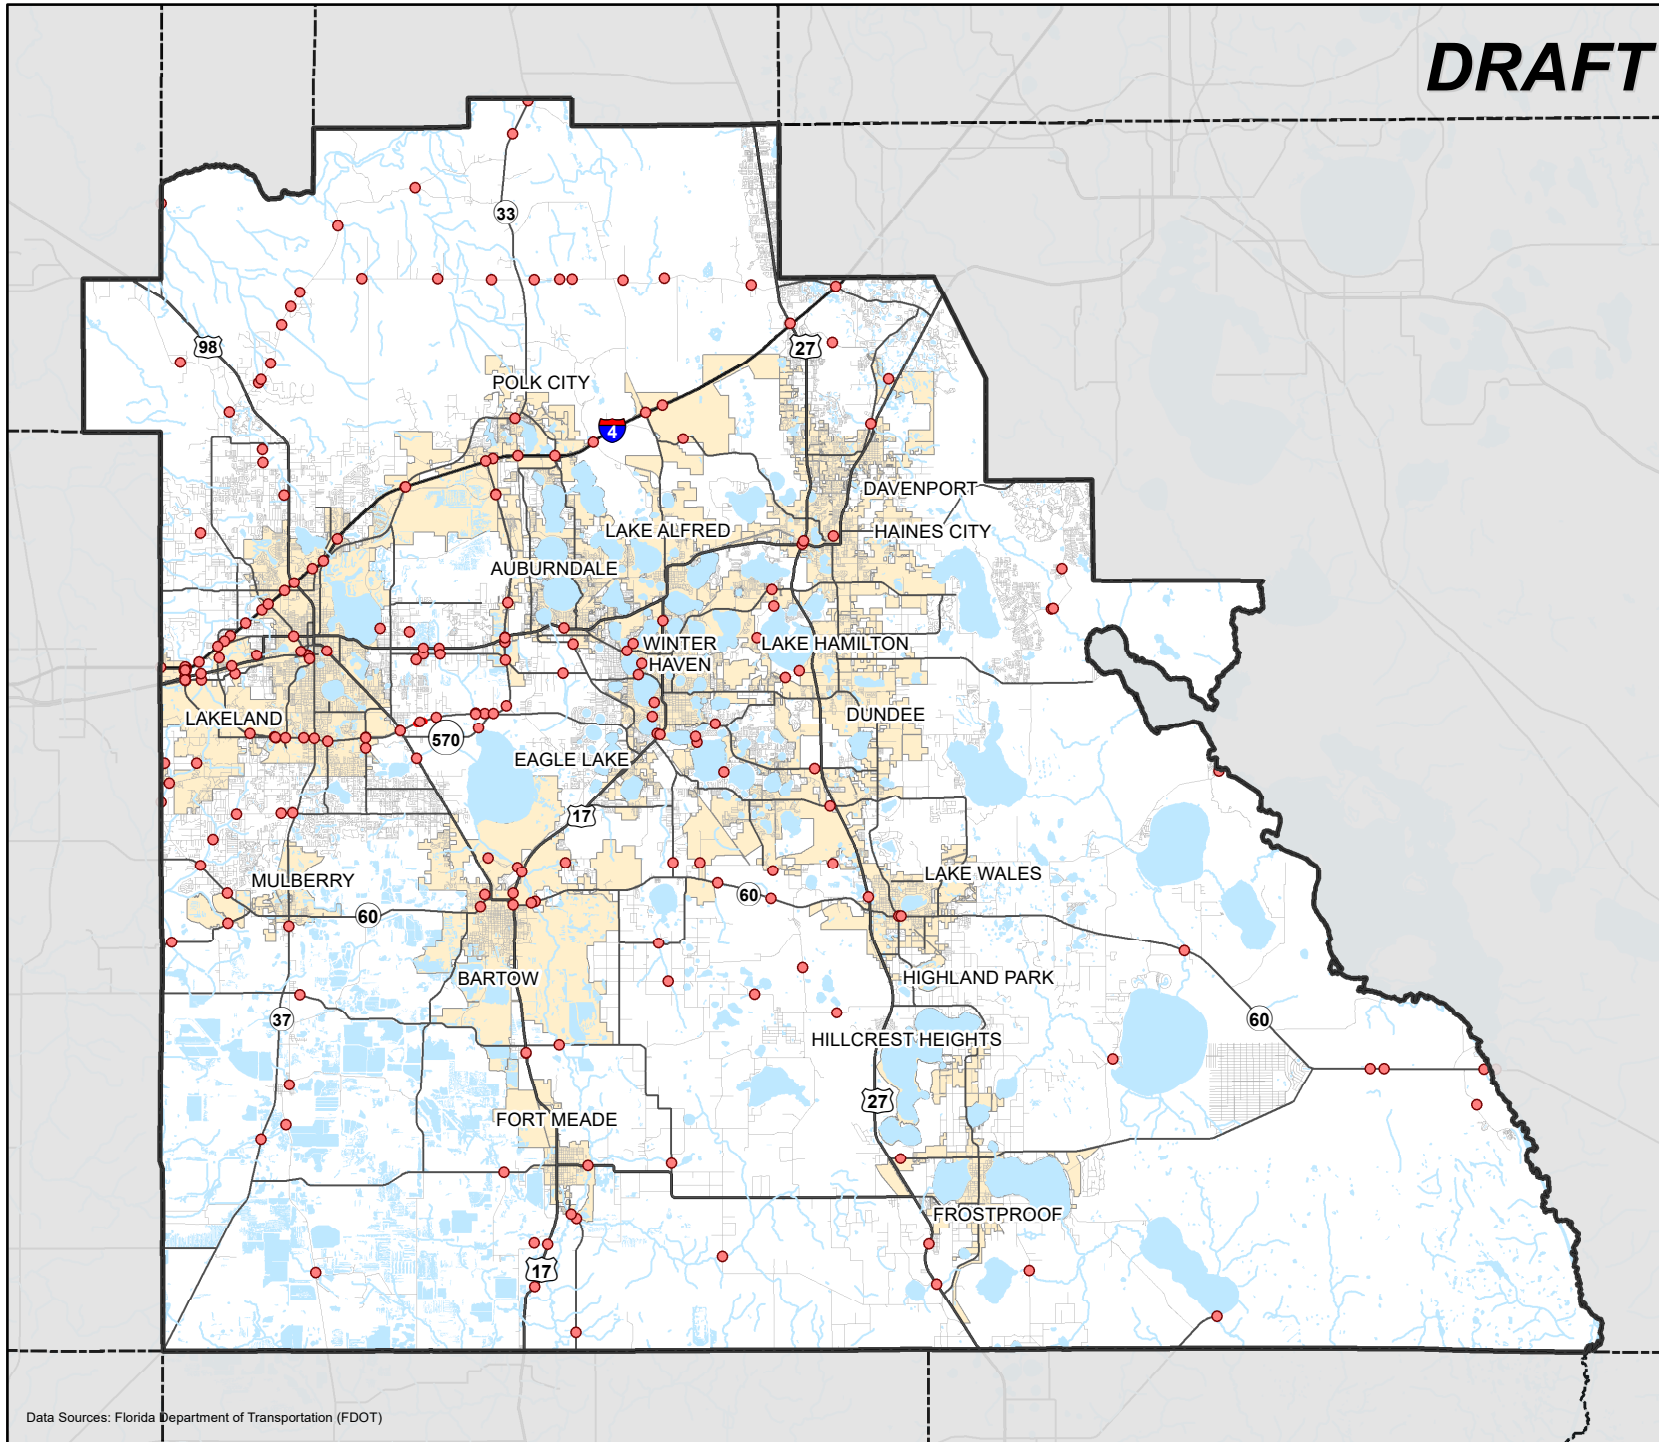 DRAFT
33
98
27
POLK CITY
4
DAVENPORT
LAKE ALFRED
HAINES CITY
AUBURNDALE
WINTER
HAVEN
LAKE HAMILTON
LAKELAND
DUNDEE
570
EAGLE LAKE
17
LAKE WALES
MULBERRY
60
60
BARTOW
HIGHLAND PARK
37
60
HILLCREST HEIGHTS
27
FORT MEADE
FROSTPROOF
17
Data Sources: Florida Department of Transportation (FDOT)